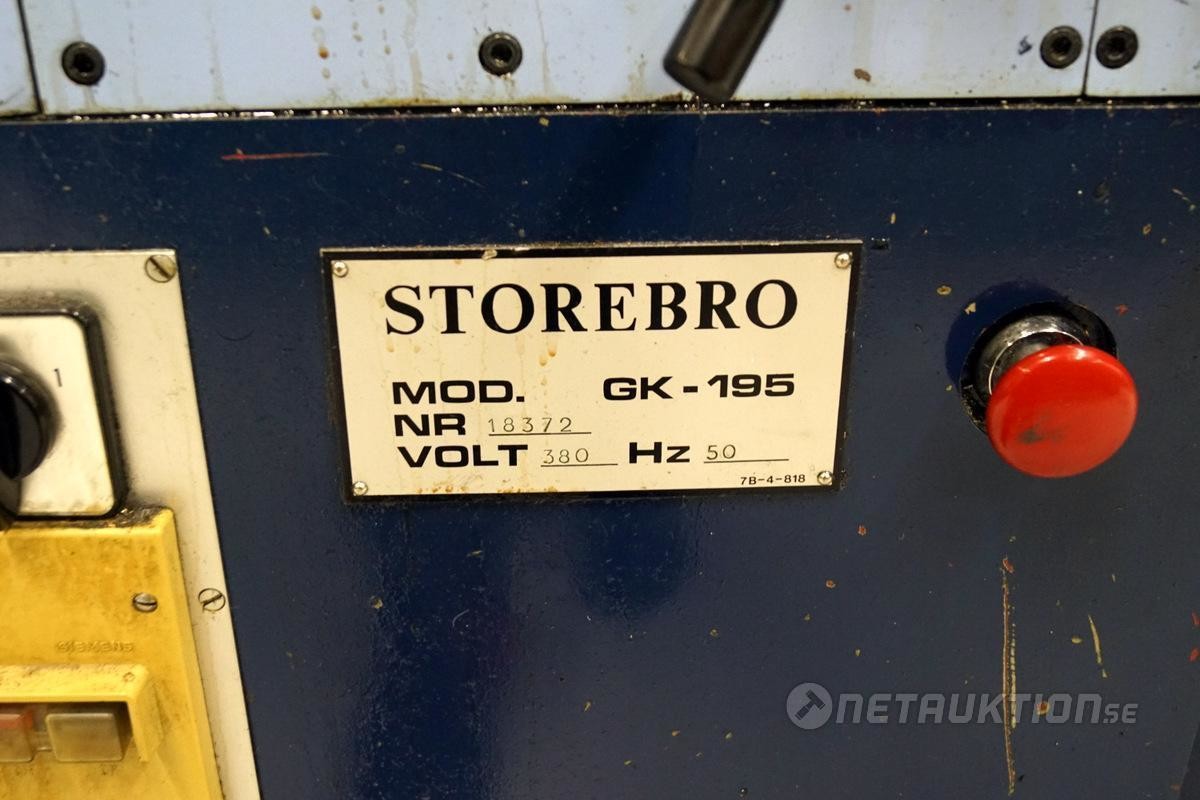 STOREBRO
MOD. GK-195
NR 18372
VOLT 380 Hz 50
7B-4-818
1
SIEMENS
NETAUKTION.SE